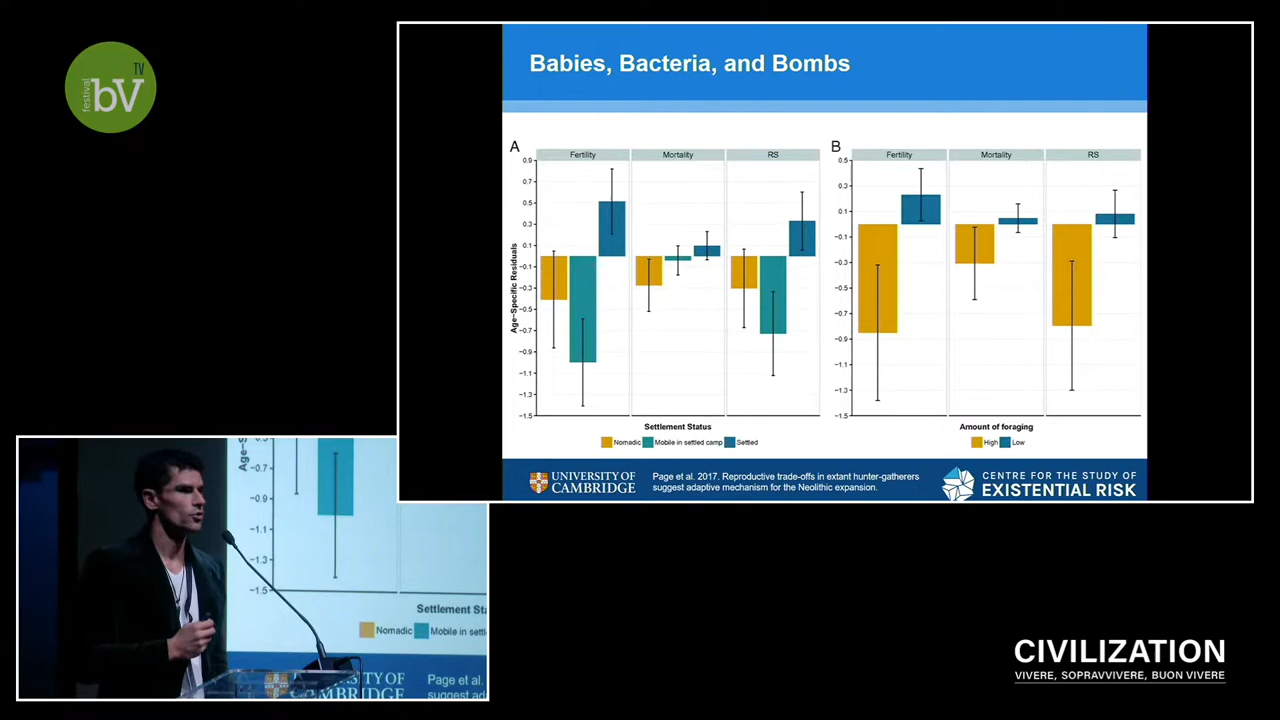 festival
bV
TV
Babies, Bacteria, and Bombs
A
Fertility
Mortality
RS
0.9
0.7
0.5
0.3
0.1
−0.1
−0.3
−0.5
−0.7
−0.9
−1.1
−1.3
−1.5
Age−Specific Residuals
Settlement Status
Nomadic
Mobile in settled camp
Settled
B
Fertility
Mortality
RS
0.5
0.3
0.1
−0.1
−0.3
−0.5
−0.7
−0.9
−1.1
−1.3
−1.5
Amount of foraging
High
Low
UNIVERSITY OF
CAMBRIDGE
Page et al. 2017. Reproductive trade-offs in extant hunter-gatherers
suggest adaptive mechanism for the Neolithic expansion.
CENTRE FOR THE STUDY OF
EXISTENTIAL RISK
Age−S
−0.7
−0.9
−1.1
−1.3
−1.5
Settlement Sta
Nomadic
Mobile in settle
SITY OF
CAMBRIDGE
Page et al.
suggest ada
CIVILIZATION
VIVERE, SOPRAVVIVERE, BUON VIVERE